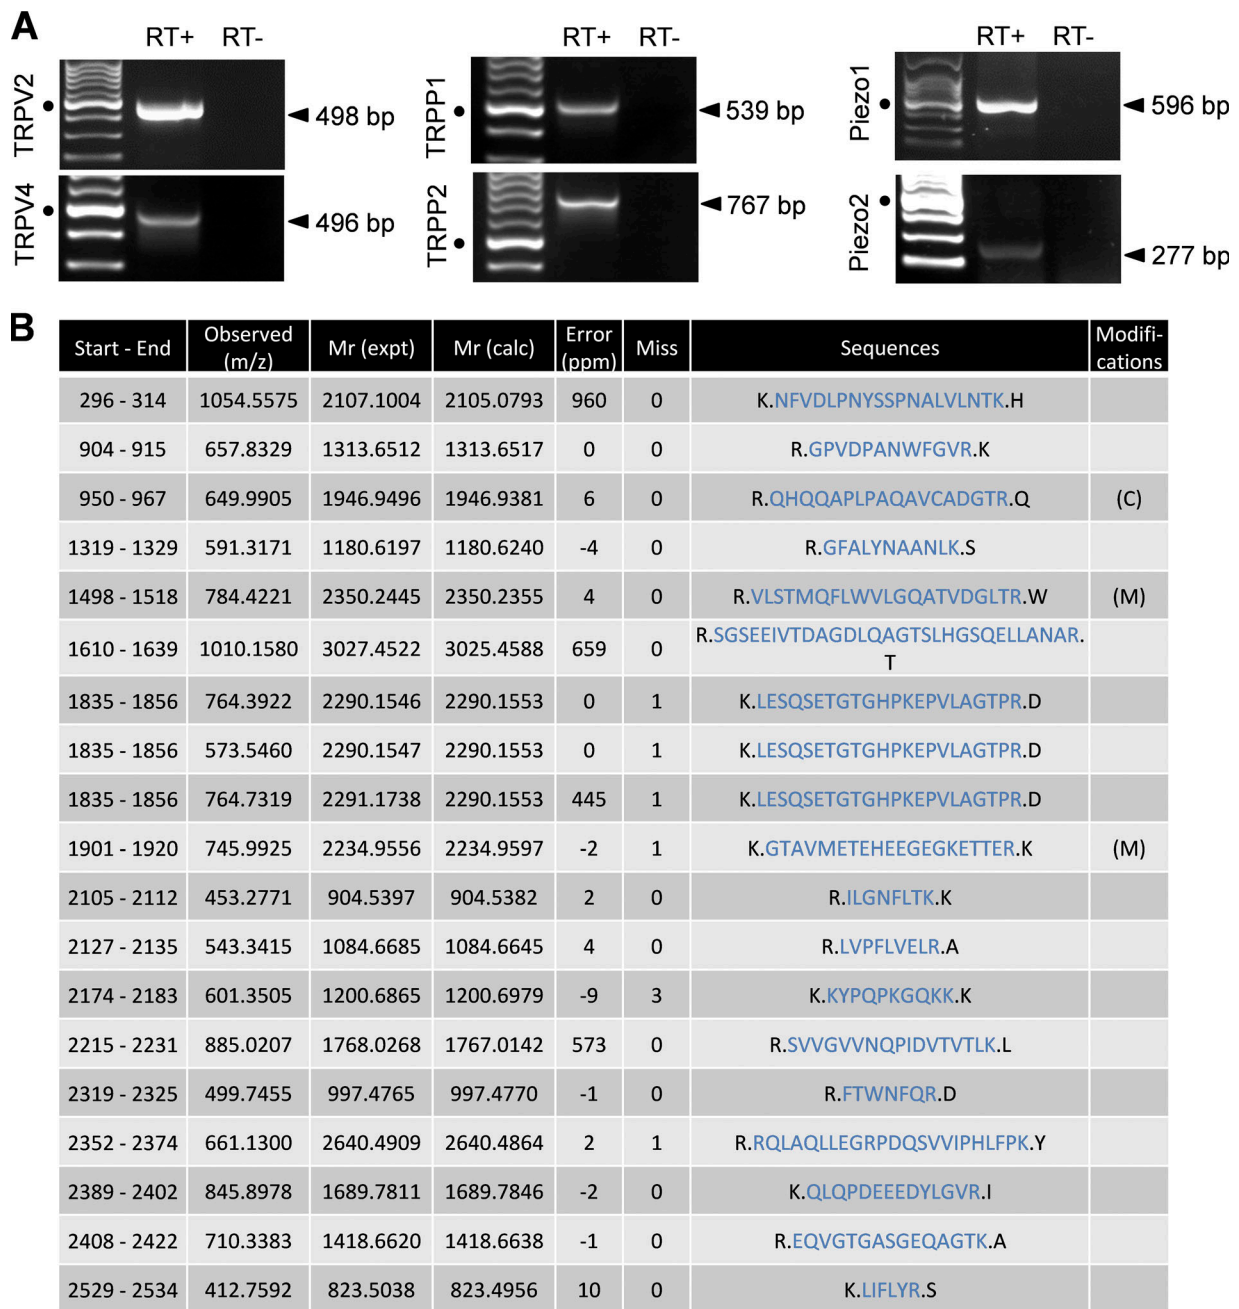 A
RT+ RT-
TRPV2
498 bp
TRPV4
496 bp
RT+ RT-
TRPP1
539 bp
TRPP2
767 bp
RT+ RT-
Piezo1
596 bp
Piezo2
277 bp
B
Start - End Observed (m/z) Mr (expt) Mr (calc) Error (ppm) Miss Sequences Modifi-cations
296 - 314 1054.5575 2107.1004 2105.0793 960 0 K.NFVDLPNYSSPNALVLNTK.H
904 - 915 657.8329 1313.6512 1313.6517 0 0 R.GPVDPANWFGVR.K
950 - 967 649.9905 1946.9496 1946.9381 6 0 R.QHQQAPLPAQAVCADGTR.Q (C)
1319 - 1329 591.3171 1180.6197 1180.6240 -4 0 R.GFALYNAANLK.S
1498 - 1518 784.4221 2350.2445 2350.2355 4 0 R.VLSTMQFLWVLGQATVDGLTR.W (M)
1610 - 1639 1010.1580 3027.4522 3025.4588 659 0 R.SGSEEIVTDAGDLQAGTSLHGSQELLANAR.T
1835 - 1856 764.3922 2290.1546 2290.1553 0 1 K.LESQSETGTGHPKEPVLAGTPR.D
1835 - 1856 573.5460 2290.1547 2290.1553 0 1 K.LESQSETGTGHPKEPVLAGTPR.D
1835 - 1856 764.7319 2291.1738 2290.1553 445 1 K.LESQSETGTGHPKEPVLAGTPR.D
1901 - 1920 745.9925 2234.9556 2234.9597 -2 1 K.GTAVMETEHEEGEGKETTER.K (M)
2105 - 2112 453.2771 904.5397 904.5382 2 0 R.ILGNFLTK.K
2127 - 2135 543.3415 1084.6685 1084.6645 4 0 R.LVPFLVELR.A
2174 - 2183 601.3505 1200.6865 1200.6979 -9 3 K.KYPQPKGQKK.K
2215 - 2231 885.0207 1768.0268 1767.0142 573 0 R.SVVGVVNQPIDVTVTLK.L
2319 - 2325 499.7455 997.4765 997.4770 -1 0 R.FTWNFQR.D
2352 - 2374 661.1300 2640.4909 2640.4864 2 1 R.RQLAQLLEGRPDQSVVIPHLFPK.Y
2389 - 2402 845.8978 1689.7811 1689.7846 -2 0 K.QLQPDEEEDYLGVR.I
2408 - 2422 710.3383 1418.6620 1418.6638 -1 0 R.EQVGTGASGEQAGTK.A
2529 - 2534 412.7592 823.5038 823.4956 10 0 K.LIFLYR.S